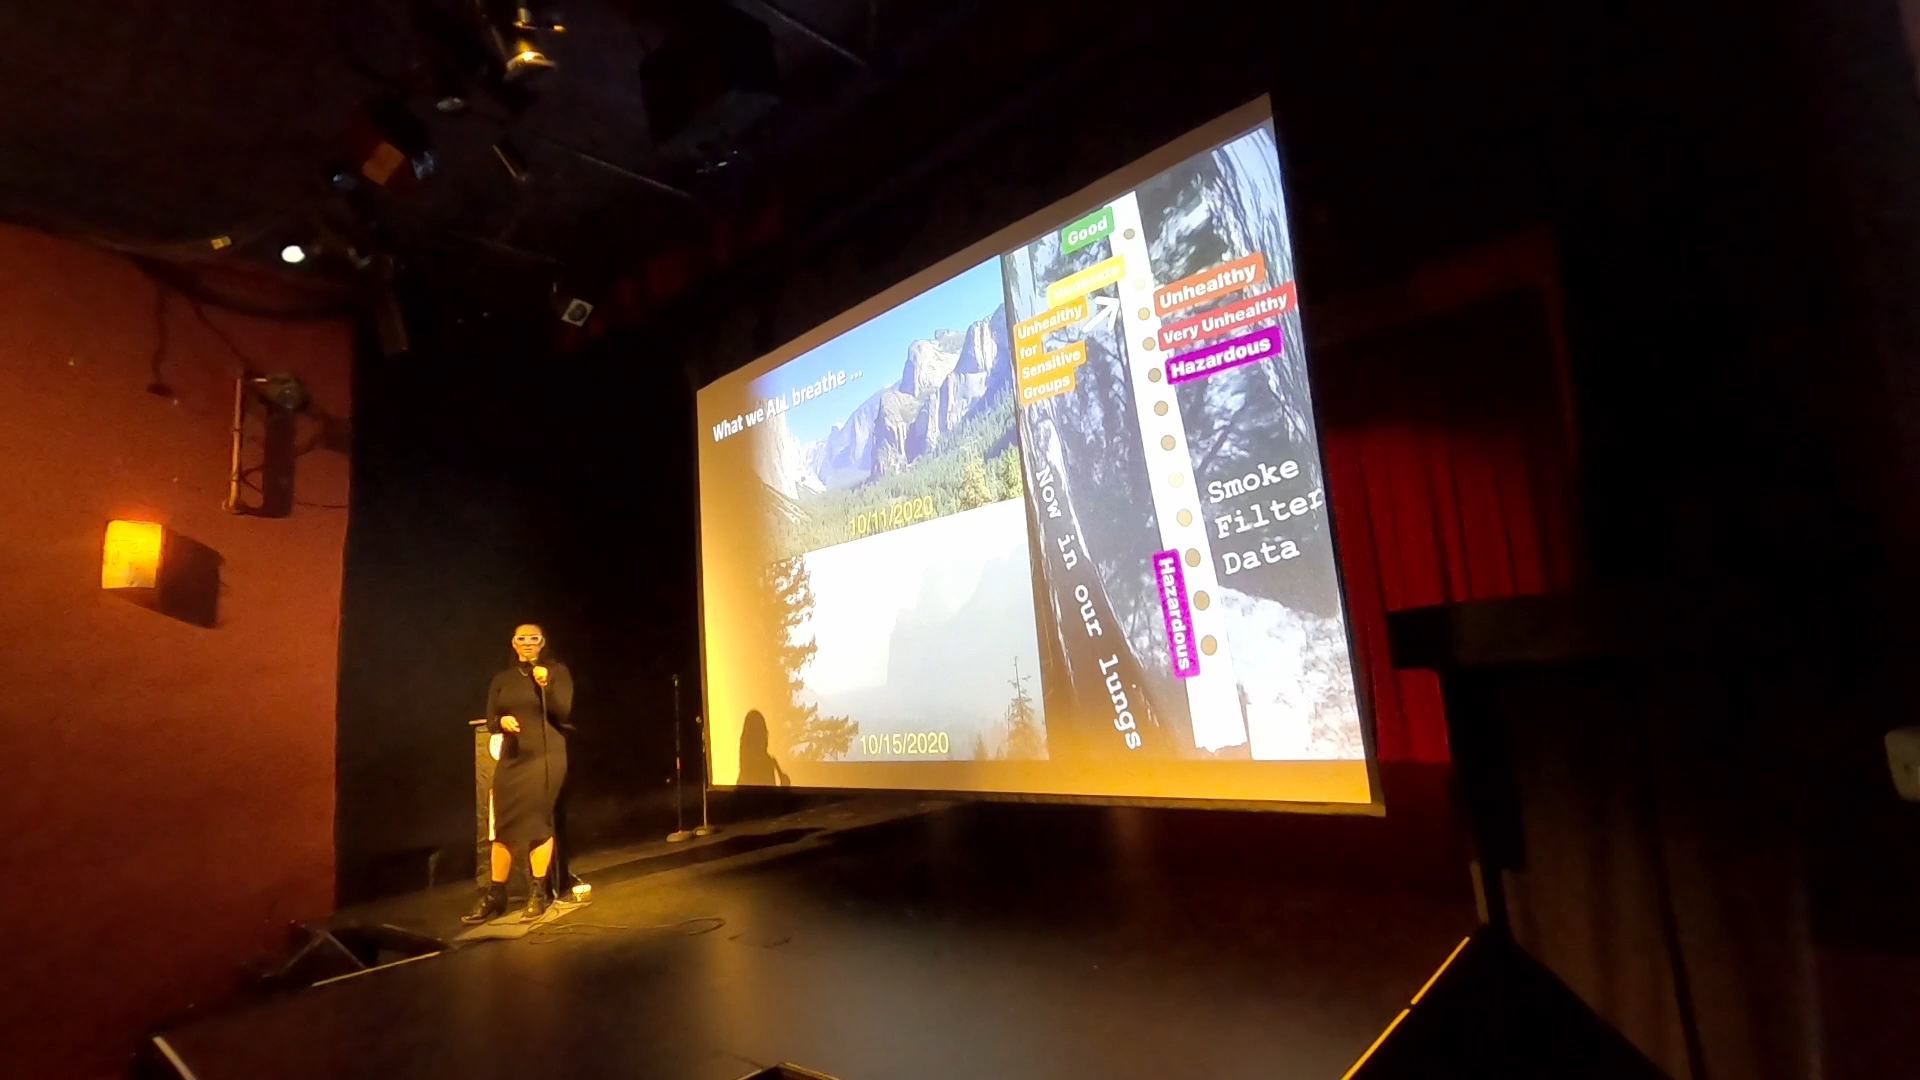 What we ALL breathe ...
10/11/2020
10/15/2020
Good
Unhealthy
for
Sensitive
Groups
Unhealthy
Very Unhealthy
Hazardous
Now in our lungs
Smoke
Filter
Data
Hazardous